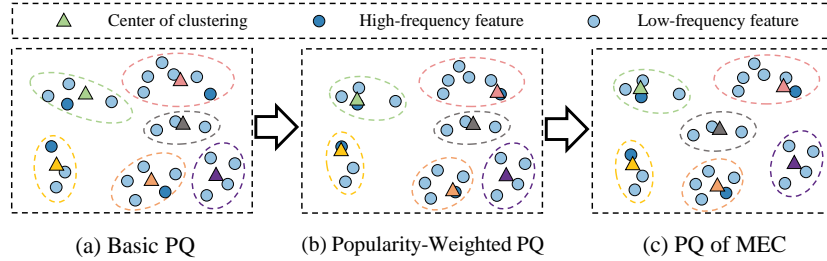 Center of clustering High-frequency feature Low-frequency feature
(a) Basic PQ (b) Popularity-Weighted PQ (c) PQ of MEC